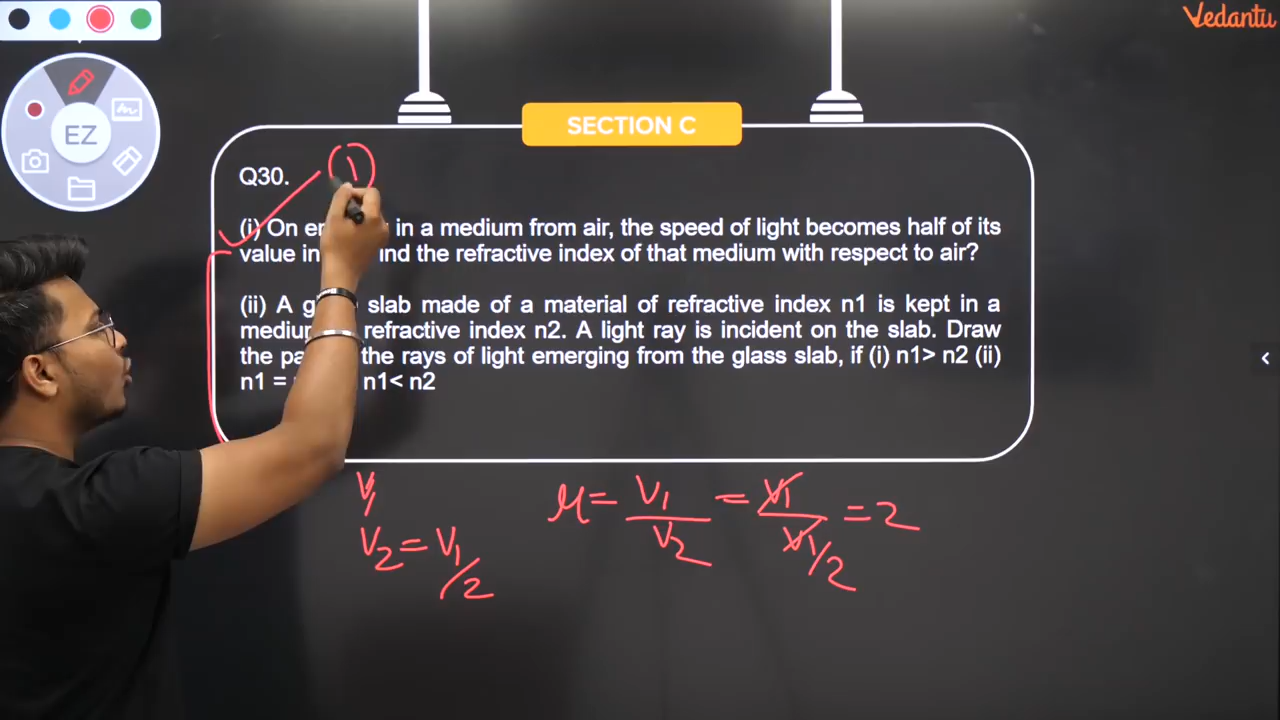 Vedantu
EZ
SECTION C
Q30.
1
(i) On in a medium from air, the speed of light becomes half of its
value in the refractive index of that medium with respect to air?
(ii) A slab made of a material of refractive index n1 is kept in a
refractive index n2. A light ray is incident on the slab. Draw
the the rays of light emerging from the glass slab, if (i) n1> n2 (ii)
n1 = n1< n2
V1
V2 = V1/2
μ = V1/V2 = V1/V1/2 = 2